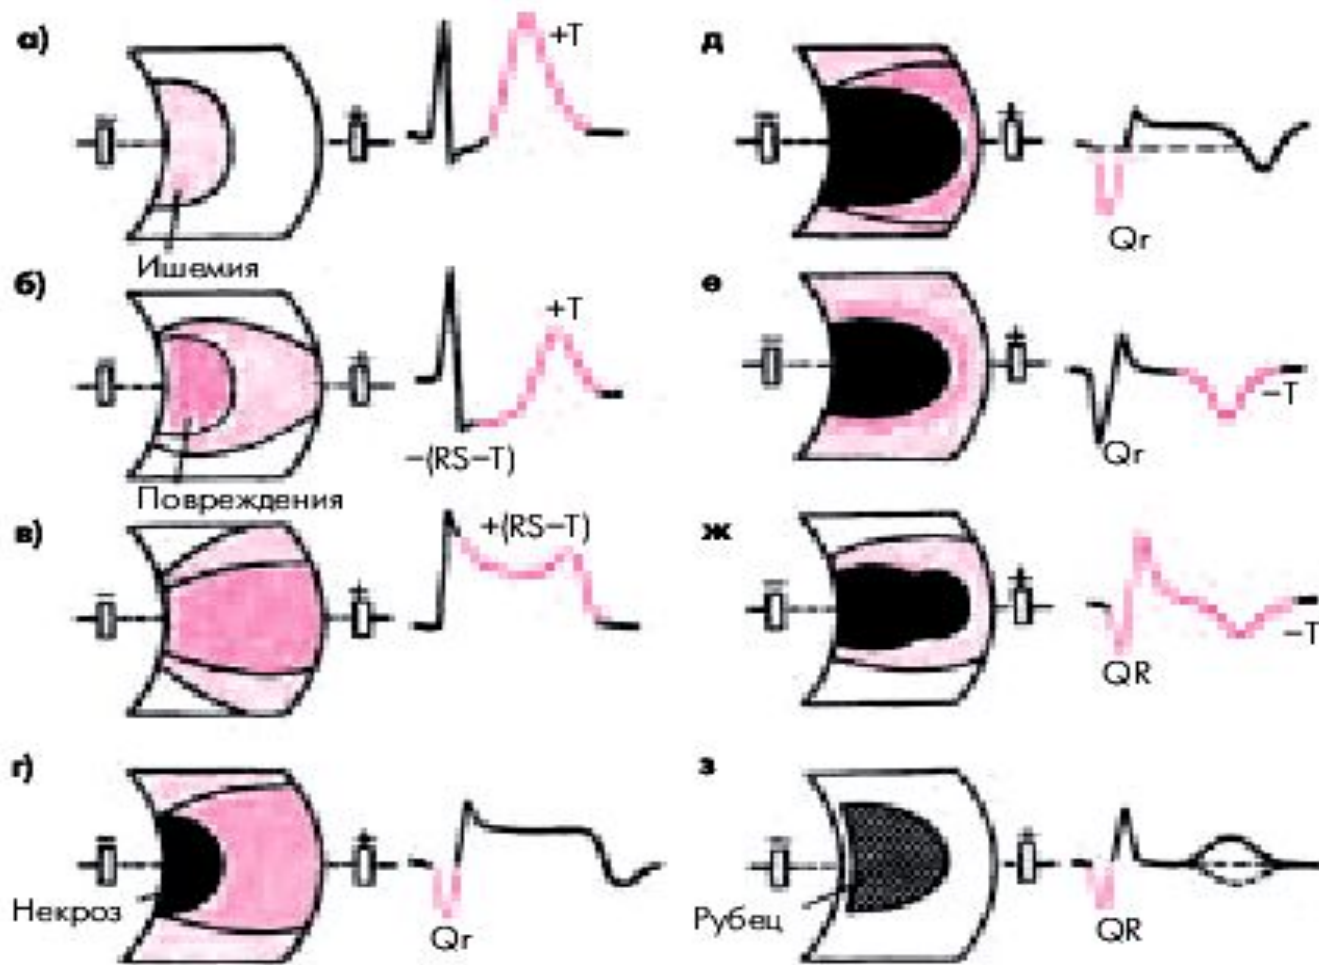 а)
+T
Ишемия
б)
+T
–(RS–T)
Повреждения
в)
+(RS–T)
г)
Некроз
Qr
д
Qr
е
Qr
–T
ж
QR
–T
з
Рубец
QR